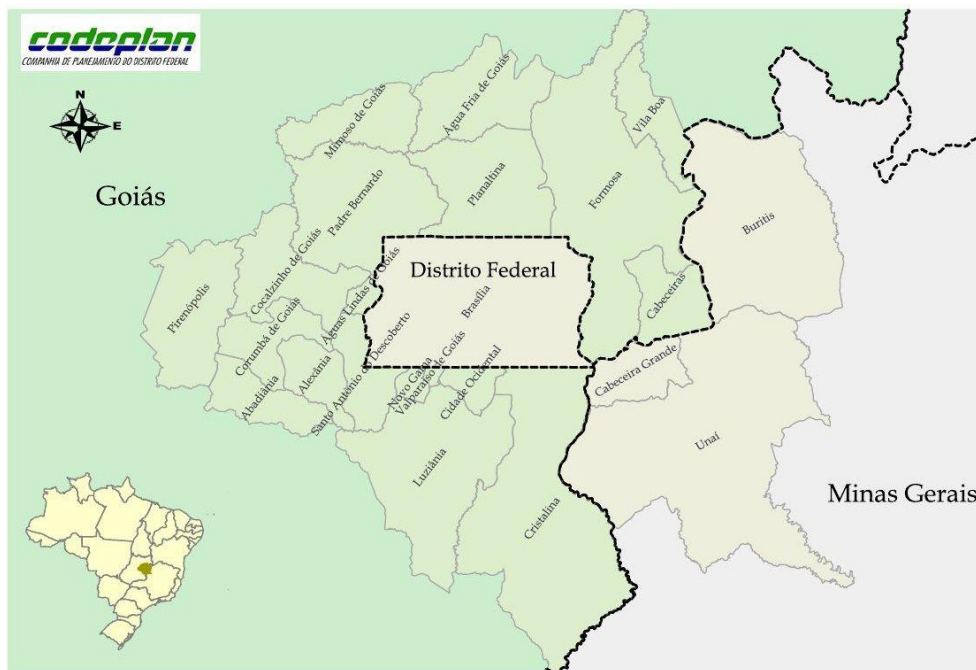 codeplan
COMPANHIA DE PLANEJAMENTO DO DISTRITO FEDERAL
N
E
Goiás
Mimoso de Goiás
Água Fria de Goiás
Vila Boa
Planaltina
Formosa
Padre Bernardo
Buritis
Cocalzinho de Goiás
Distrito Federal
Cabeceiras
Pirenópolis
Águas Lindas de Goiás
Brasília
Corumbá de Goiás
Alexânia
Abadiânia
Santo Antônio do Descoberto
Novo Gama
Valparaíso de Goiás
Cidade Ocidental
Cabeceira Grande
Unaí
Luziânia
Minas Gerais
Cristalina